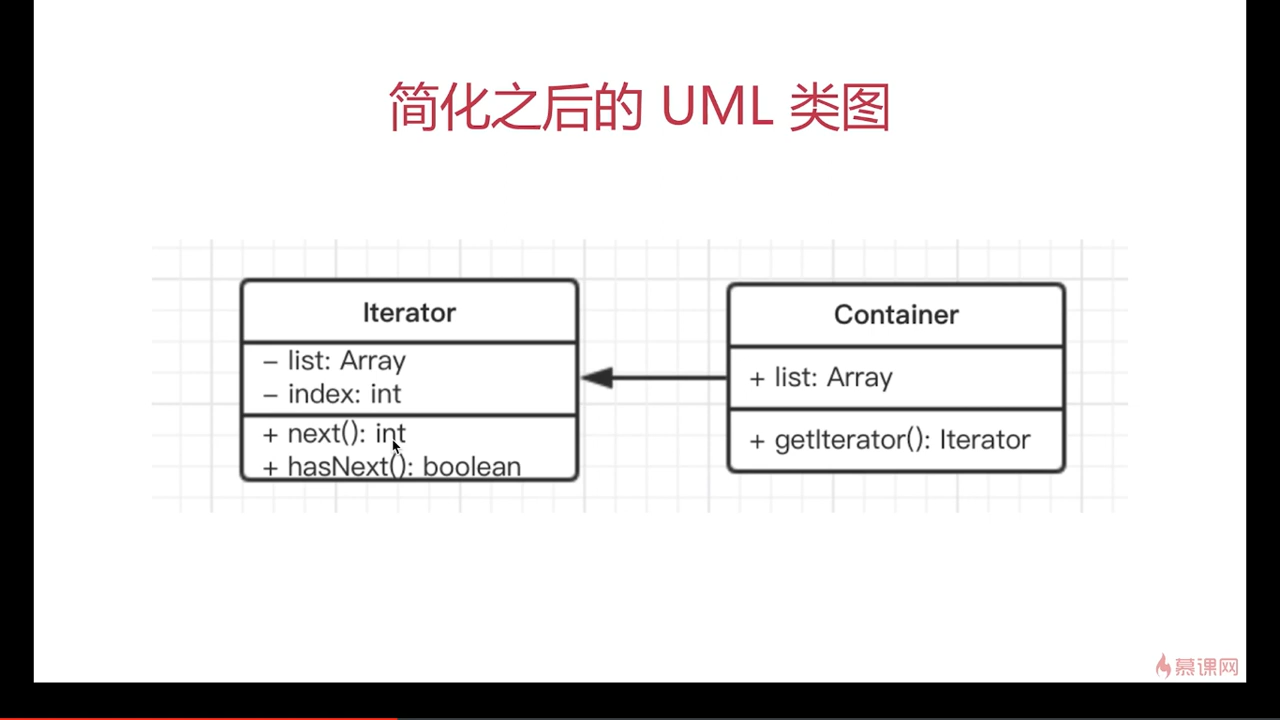 简化之后的 UML 类图
Iterator
– list: Array
– index: int
+ next(): int
+ hasNext(): boolean
Container
+ list: Array
+ getIterator(): Iterator
慕课网